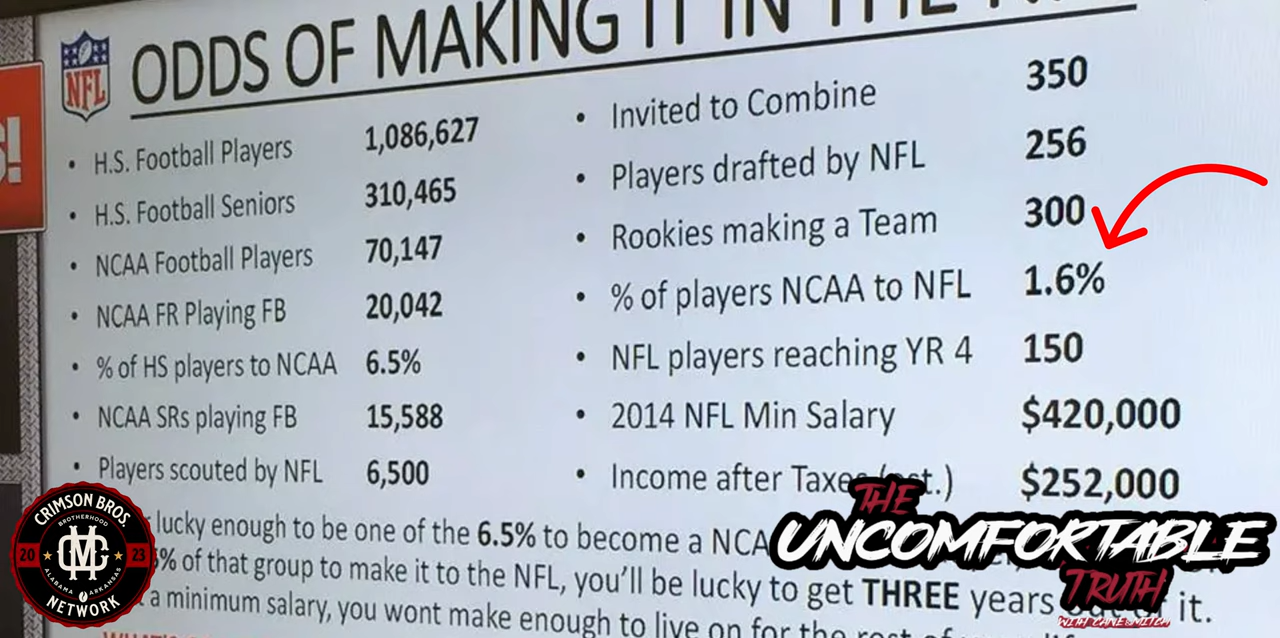 S!
NFL
ODDS OF MAKING IT IN THE
• H.S. Football Players 1,086,627
• H.S. Football Seniors 310,465
• NCAA Football Players 70,147
• NCAA FR Playing FB 20,042
• % of HS players to NCAA 6.5%
• NCAA SRs playing FB 15,588
• Players scouted by NFL 6,500
• Invited to Combine 350
• Players drafted by NFL 256
• Rookies making a Team 300
• % of players NCAA to NFL 1.6%
• NFL players reaching YR 4 150
• 2014 NFL Min Salary $420,000
• Income after Taxes (est.) $252,000
lucky enough to be one of the 6.5% to become a NCA
% of that group to make it to the NFL, you'll be lucky to get THREE years it.
a minimum salary, you wont make enough to live on for the rest of
CRIMSON BROS.
BROTHERHOOD
20 23
ALABAMA ARKANSAS
NETWORK
THE
UNCOMFORTABLE
TRUTH